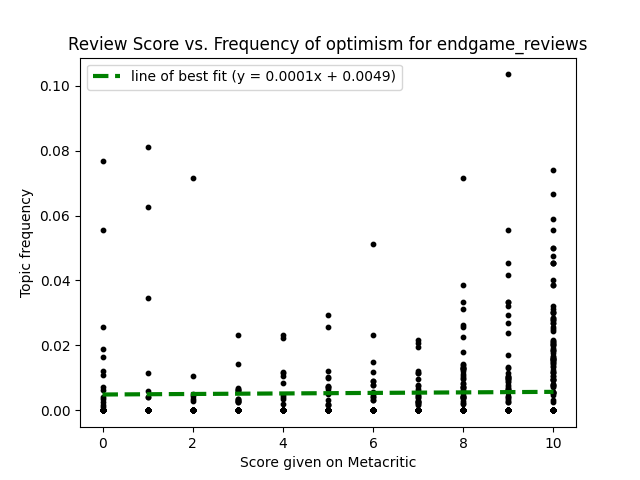 Review Score vs. Frequency of optimism for endgame_reviews
line of best fit (y = 0.0001x + 0.0049)
Topic frequency
0.10
0.08
0.06
0.04
0.02
0.00
0 2 4 6 8 10
Score given on Metacritic